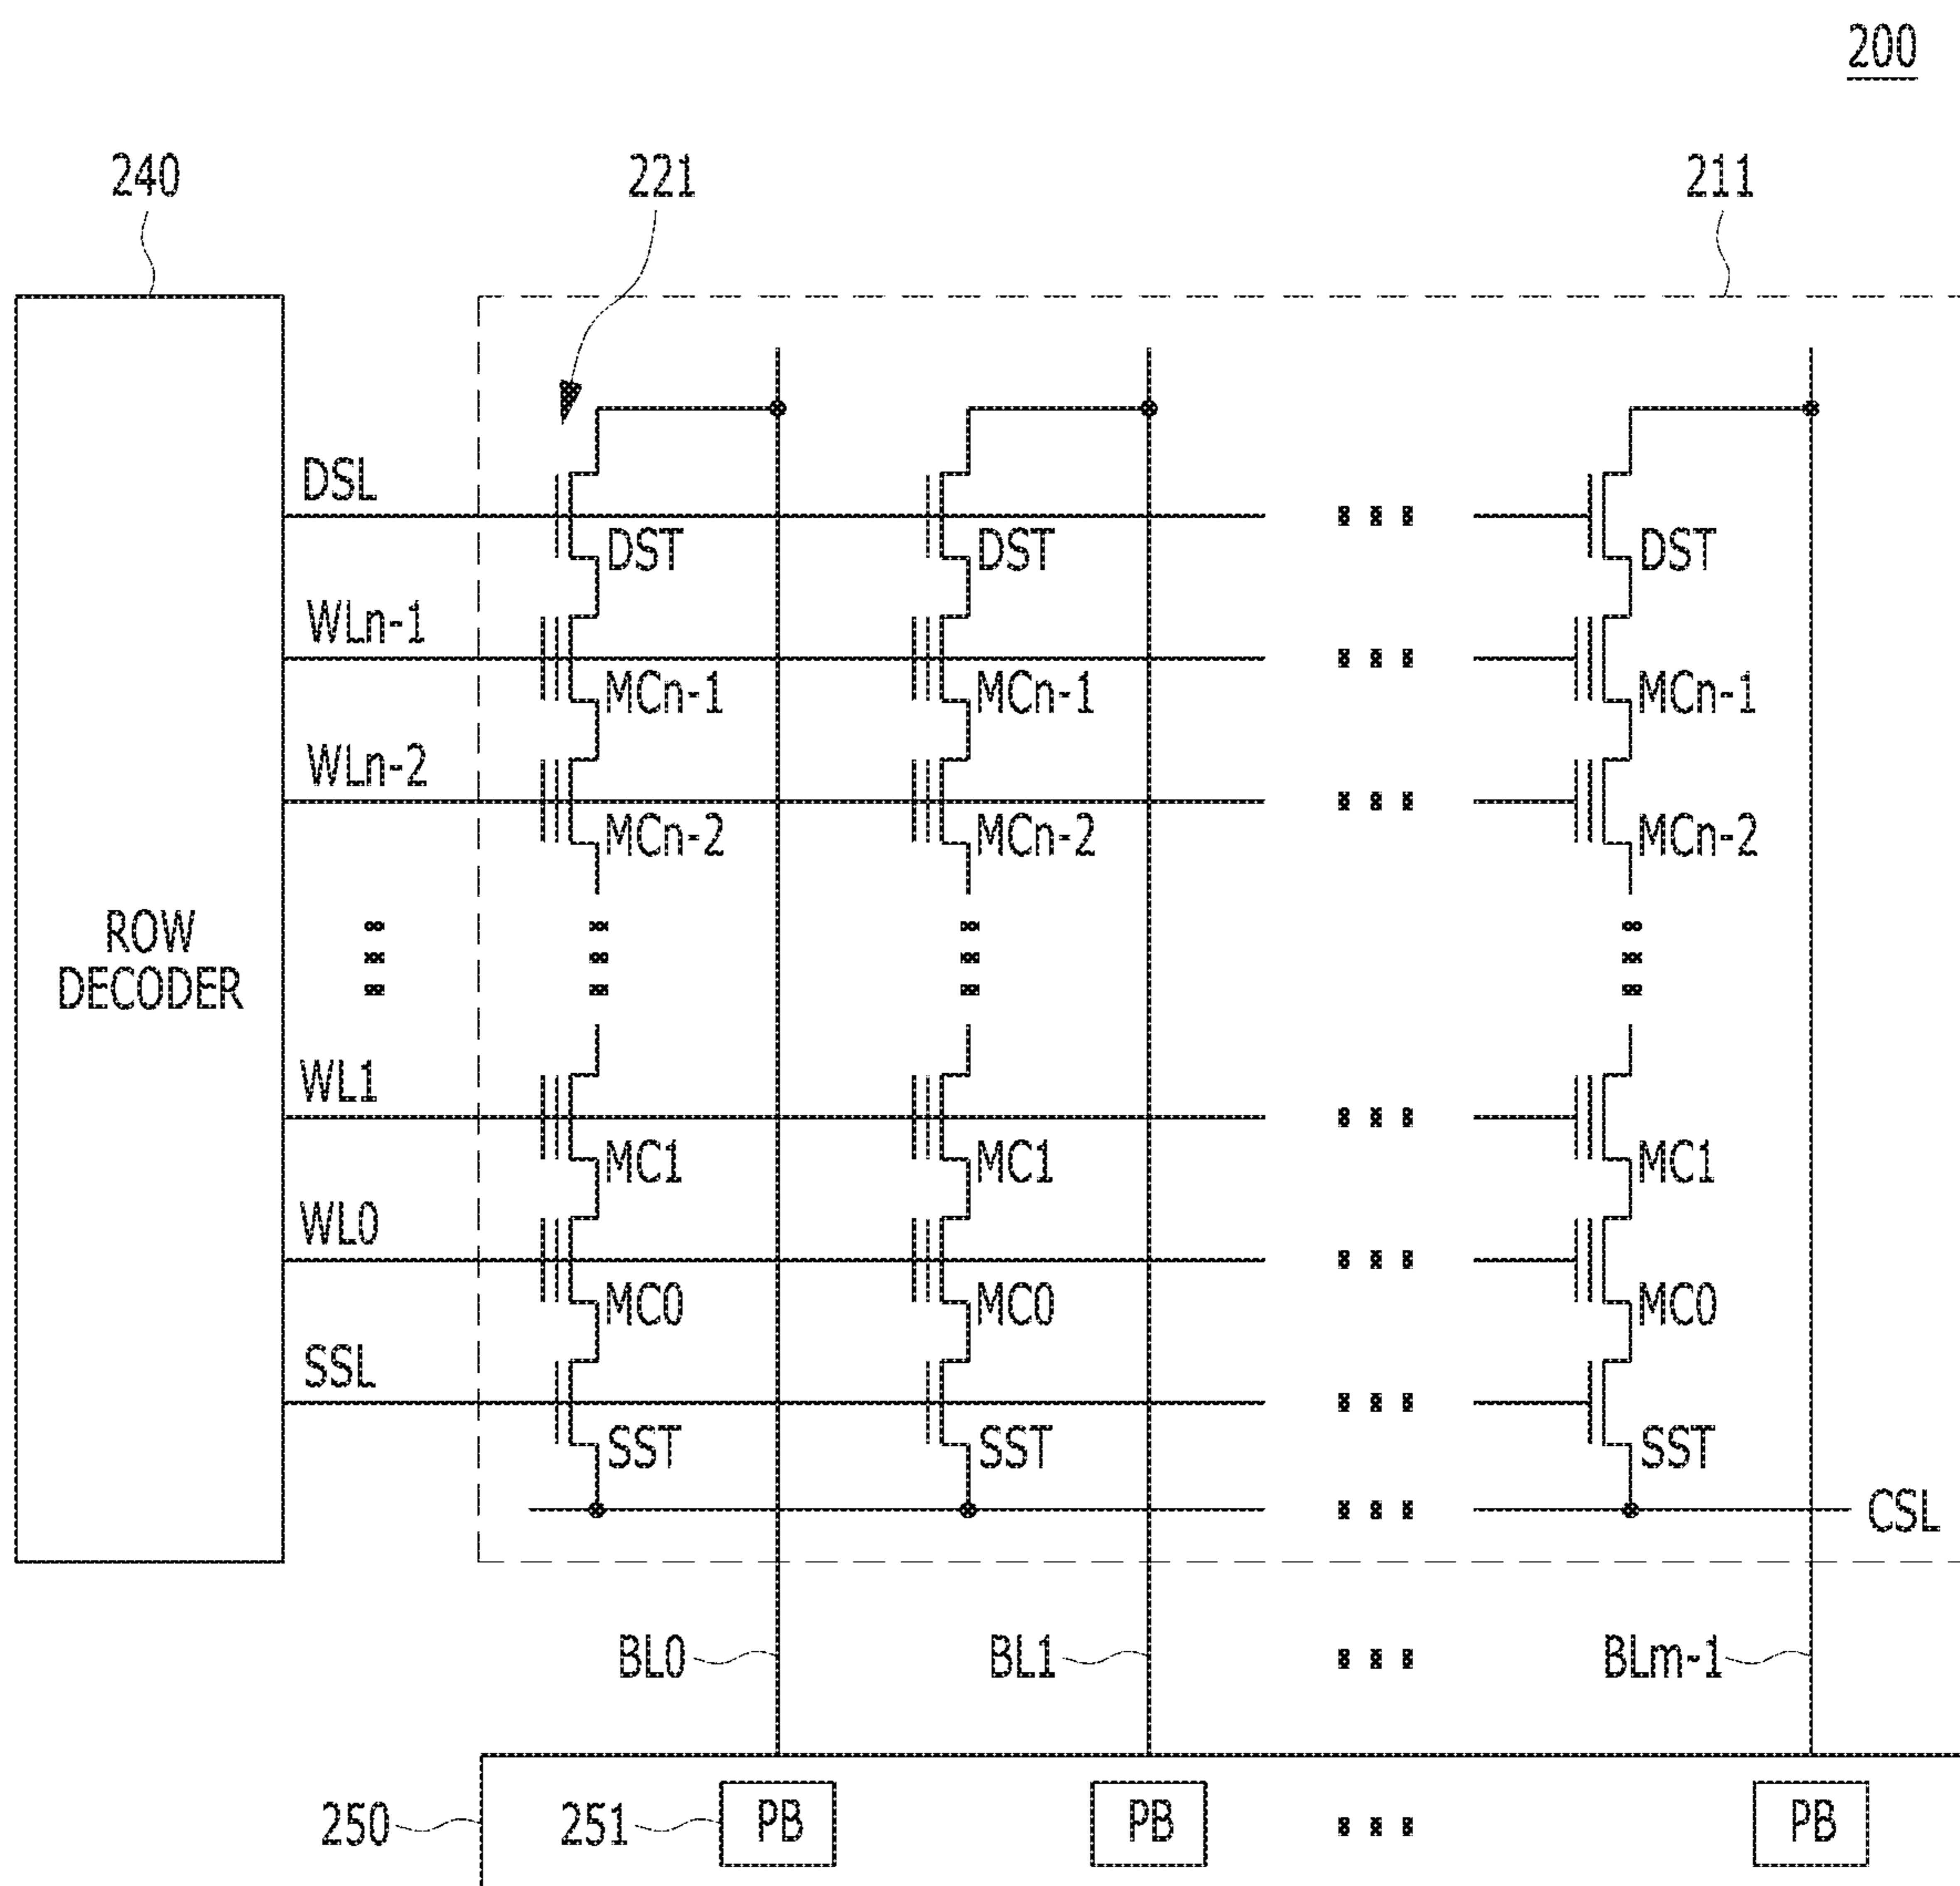 200
240
221
211
DSL
DST DST DST
WLn-1
MCn-1 MCn-1 MCn-1
WLn-2
MCn-2 MCn-2 MCn-2
ROW
DECODER
WL1
MC1 MC1 MC1
WL0
MC0 MC0 MC0
SSL
SST SST SST
CSL
BL0 BL1 BLm-1
250 251 PB PB PB